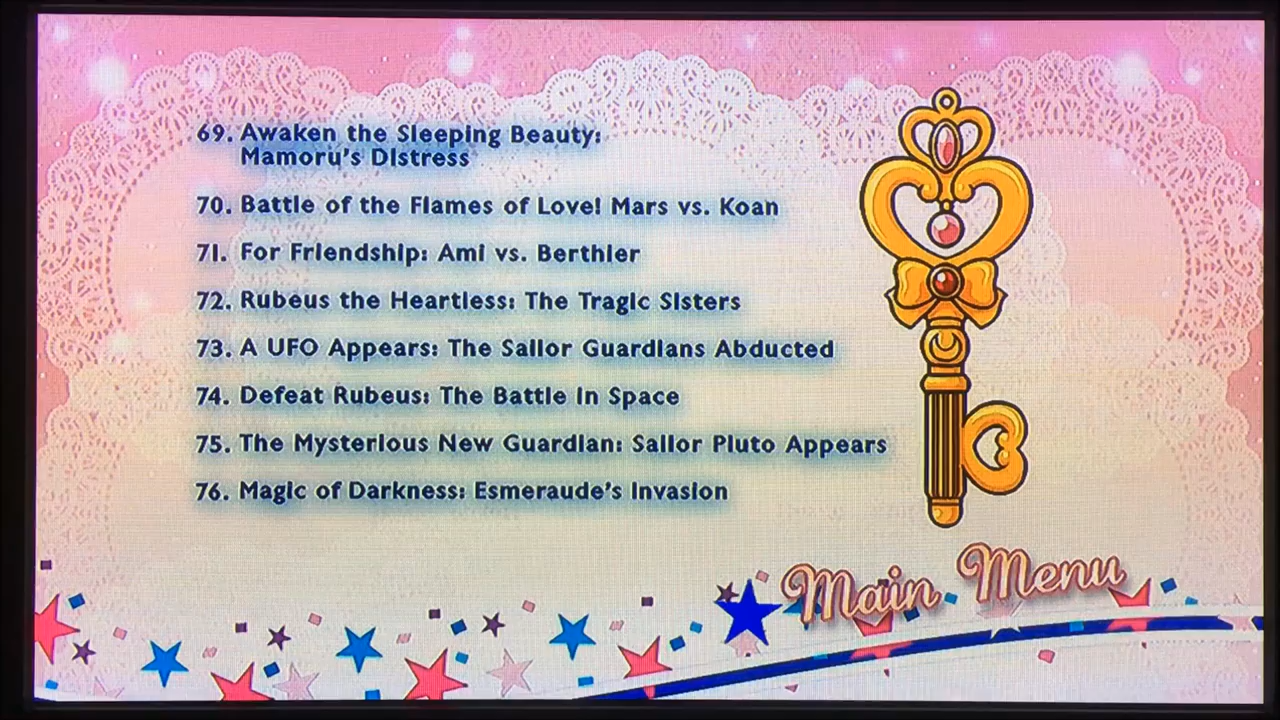 69. Awaken the Sleeping Beauty:
Mamoru's Distress
70. Battle of the Flames of Love! Mars vs. Koan
71. For Friendship: Ami vs. Berthier
72. Rubeus the Heartless: The Tragic Sisters
73. A UFO Appears: The Sailor Guardians Abducted
74. Defeat Rubeus: The Battle in Space
75. The Mysterious New Guardian: Sailor Pluto Appears
76. Magic of Darkness: Esmeraude's Invasion
Main Menu